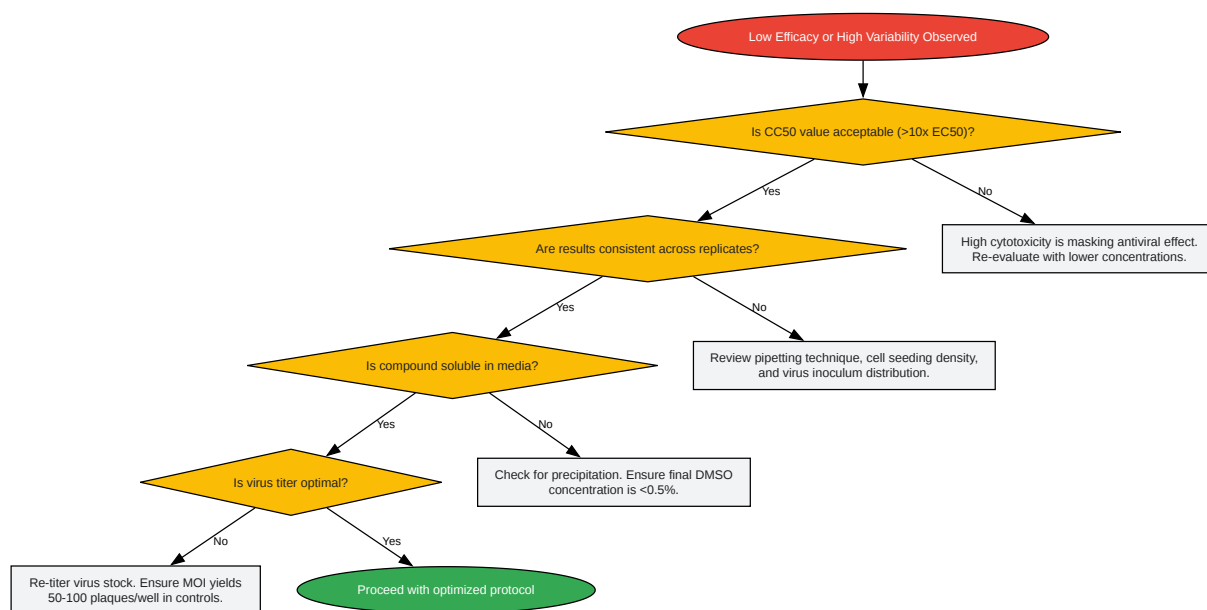 Low Efficacy or High Variability Observed
Is CC50 value acceptable (>10x EC50)?
Yes
No
Are results consistent across replicates?
High cytotoxicity is masking antiviral effect.
Re-evaluate with lower concentrations.
Yes
No
Is compound soluble in media?
Review pipetting technique, cell seeding density,
and virus inoculum distribution.
Yes
No
Is virus titer optimal?
Check for precipitation. Ensure final DMSO
concentration is <0.5%.
No
Yes
Re-titer virus stock. Ensure MOI yields
50-100 plaques/well in controls.
Proceed with optimized protocol